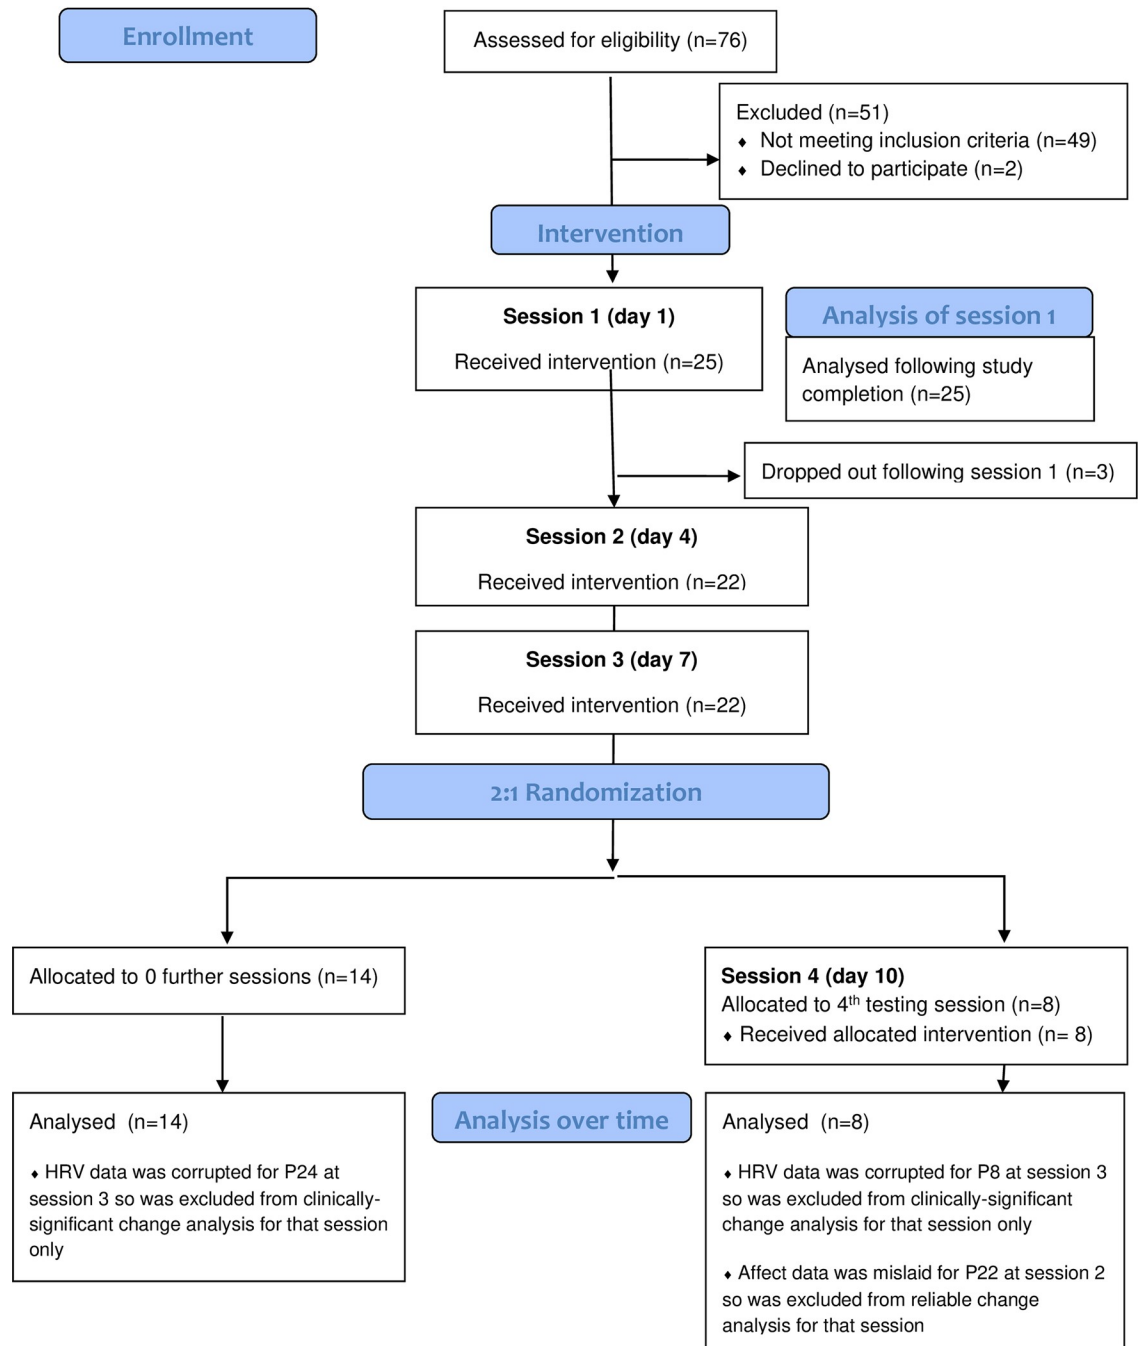 Enrollment
Assessed for eligibility (n=76)
Excluded (n=51)
♦ Not meeting inclusion criteria (n=49)
♦ Declined to participate (n=2)
Intervention
Session 1 (day 1)
Received intervention (n=25)
Analysis of session 1
Analysed following study
completion (n=25)
Dropped out following session 1 (n=3)
Session 2 (day 4)
Received intervention (n=22)
Session 3 (day 7)
Received intervention (n=22)
2:1 Randomization
Allocated to 0 further sessions (n=14)
Session 4 (day 10)
Allocated to 4th testing session (n=8)
♦ Received allocated intervention (n= 8)
Analysed (n=14)
♦ HRV data was corrupted for P24 at
session 3 so was excluded from clinically-
significant change analysis for that session
only
Analysis over time
Analysed (n=8)
♦ HRV data was corrupted for P8 at session 3
so was excluded from clinically-significant
change analysis for that session only
♦ Affect data was mislaid for P22 at session 2
so was excluded from reliable change
analysis for that session